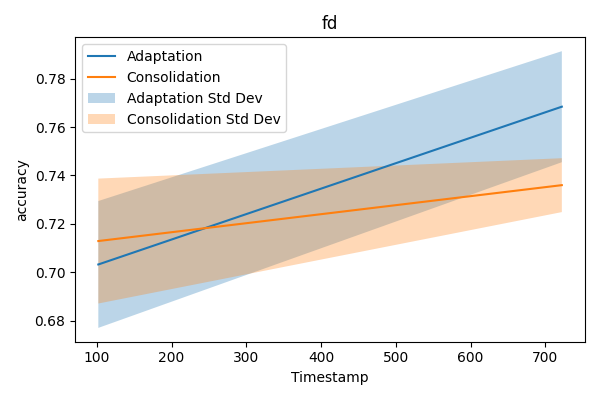 fd
Adaptation
Consolidation
Adaptation Std Dev
Consolidation Std Dev
accuracy
0.78
0.76
0.74
0.72
0.70
0.68
100 200 300 400 500 600 700
Timestamp